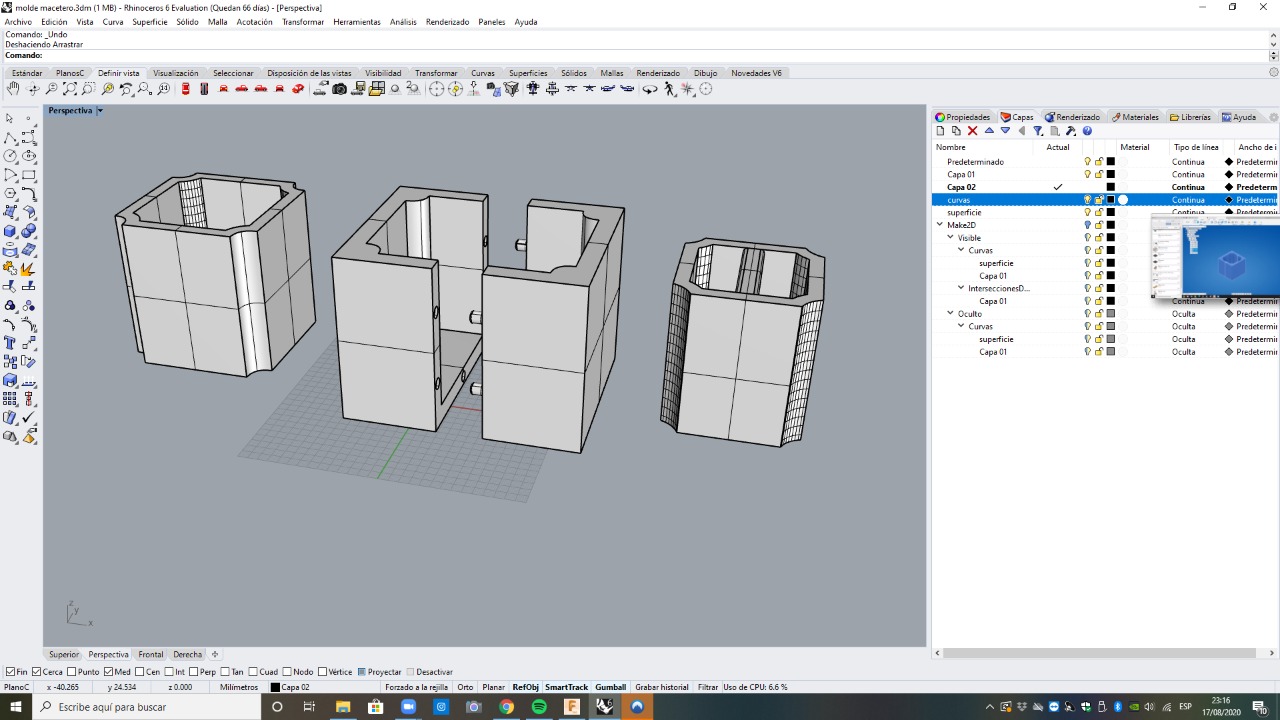 molde macetero.3dm (1 MB) - Rhinoceros 6 Evaluation (Quedan 66 días) - [Perspectiva]
Archivo Edición Vista Curva Superficie Sólido Malla Acotación Transformar Herramientas Análisis Renderizado Paneles Ayuda
Comando: _Undo
Deshaciendo Arrastrar
Comando:
Estándar PlanosC Definir vista Visualización Seleccionar Disposición de las vistas Visibilidad Transformar Curvas Superficies Sólidos Mallas Renderizado Dibujo Novedades V6
Perspectiva
Propiedades Capas Renderizado Materiales Librerías Ayuda
Nombre Actual Material Tipo de línea Ancho de i
Predeterminado Continua Predetermi
Capa 01 Continua Predetermi
Capa 02 Continua Predeterm
curvas Continua Predetermi
superficie Continua Predetermi
Make2D
Visible
Curvas
superficie
Capa 01
InterseccionesD...
Capa 01 Continua Predetermi
Oculto Oculta Predetermi
Curvas Oculta Predetermi
superficie Oculta Predetermi
Capa 01 Oculta Predetermi
z
y
x
Superior Perspectiva Frontal Derecha
Fin Cerca Punto Med Cen Int Perp Tan Cuad Nodo Vértice Proyectar Desactivar
PlanoC x -40.265 y 24.534 z 0.000 Milímetros Capa 02 Forzado a la rejilla Orto Planar RefObj SmartTrack Gumball Grabar historial Filtrar Uso de CPU: 6.6 %
Escribe aquí para buscar
ESP
23:16
17/08/2020
10